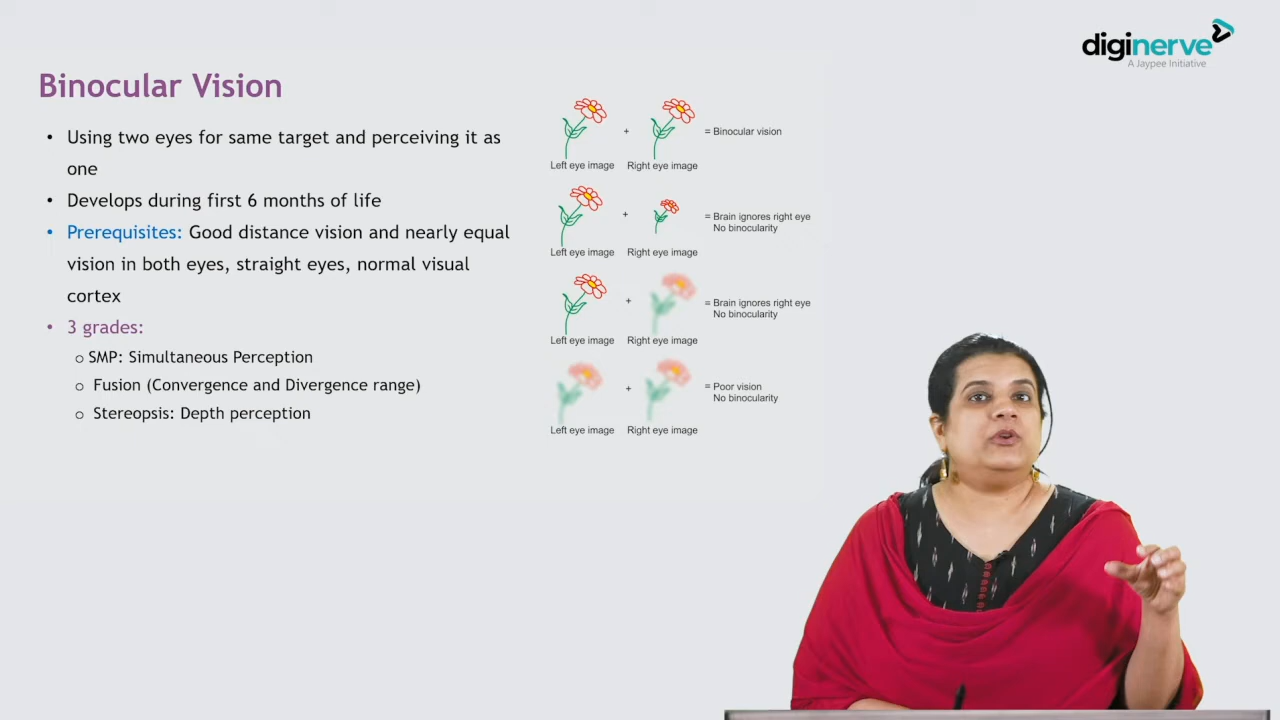 diginerve
A Jaypee Initiative
Binocular Vision
• Using two eyes for same target and perceiving it as
one
• Develops during first 6 months of life
• Prerequisites: Good distance vision and nearly equal
vision in both eyes, straight eyes, normal visual
cortex
• 3 grades:
o SMP: Simultaneous Perception
o Fusion (Convergence and Divergence range)
o Stereopsis: Depth perception
+ = Binocular vision
Left eye image Right eye image
+ = Brain ignores right eye
No binocularity
Left eye image Right eye image
+ = Brain ignores right eye
No binocularity
Left eye image Right eye image
+ = Poor vision
No binocularity
Left eye image Right eye image